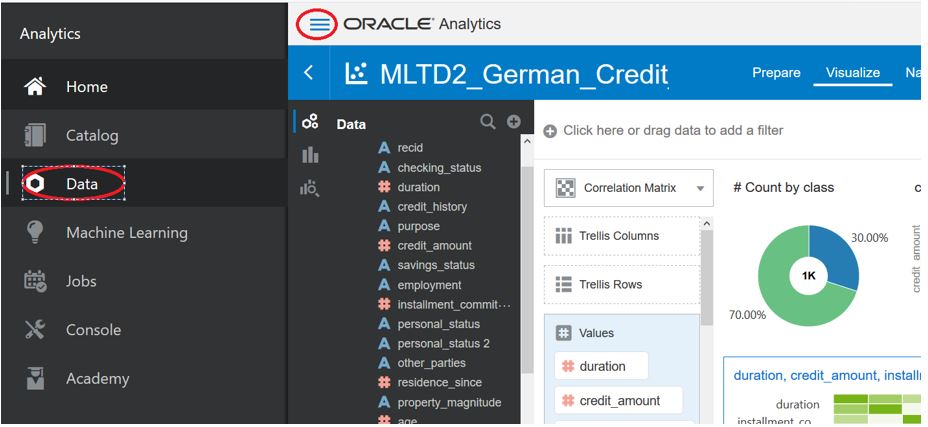 Analytics
Home
Catalog
Data
Machine Learning
Jobs
Console
Academy
ORACLE® Analytics
MLTD2_German_Credit
Prepare
Visualize
Na
Data
A recid
A checking_status
# duration
A credit_history
A purpose
# credit_amount
A savings_status
A employment
# installment_commit···
A personal_status
A personal_status 2
A other_parties
# residence_since
A property_magnitude
# age
Click here or drag data to add a filter
Correlation Matrix
Trellis Columns
Trellis Rows
# Values
# duration
# credit_amount
# Count by class
30.00%
1K
70.00%
c
credit_amount
duration, credit_amount, install
duration
installment_co